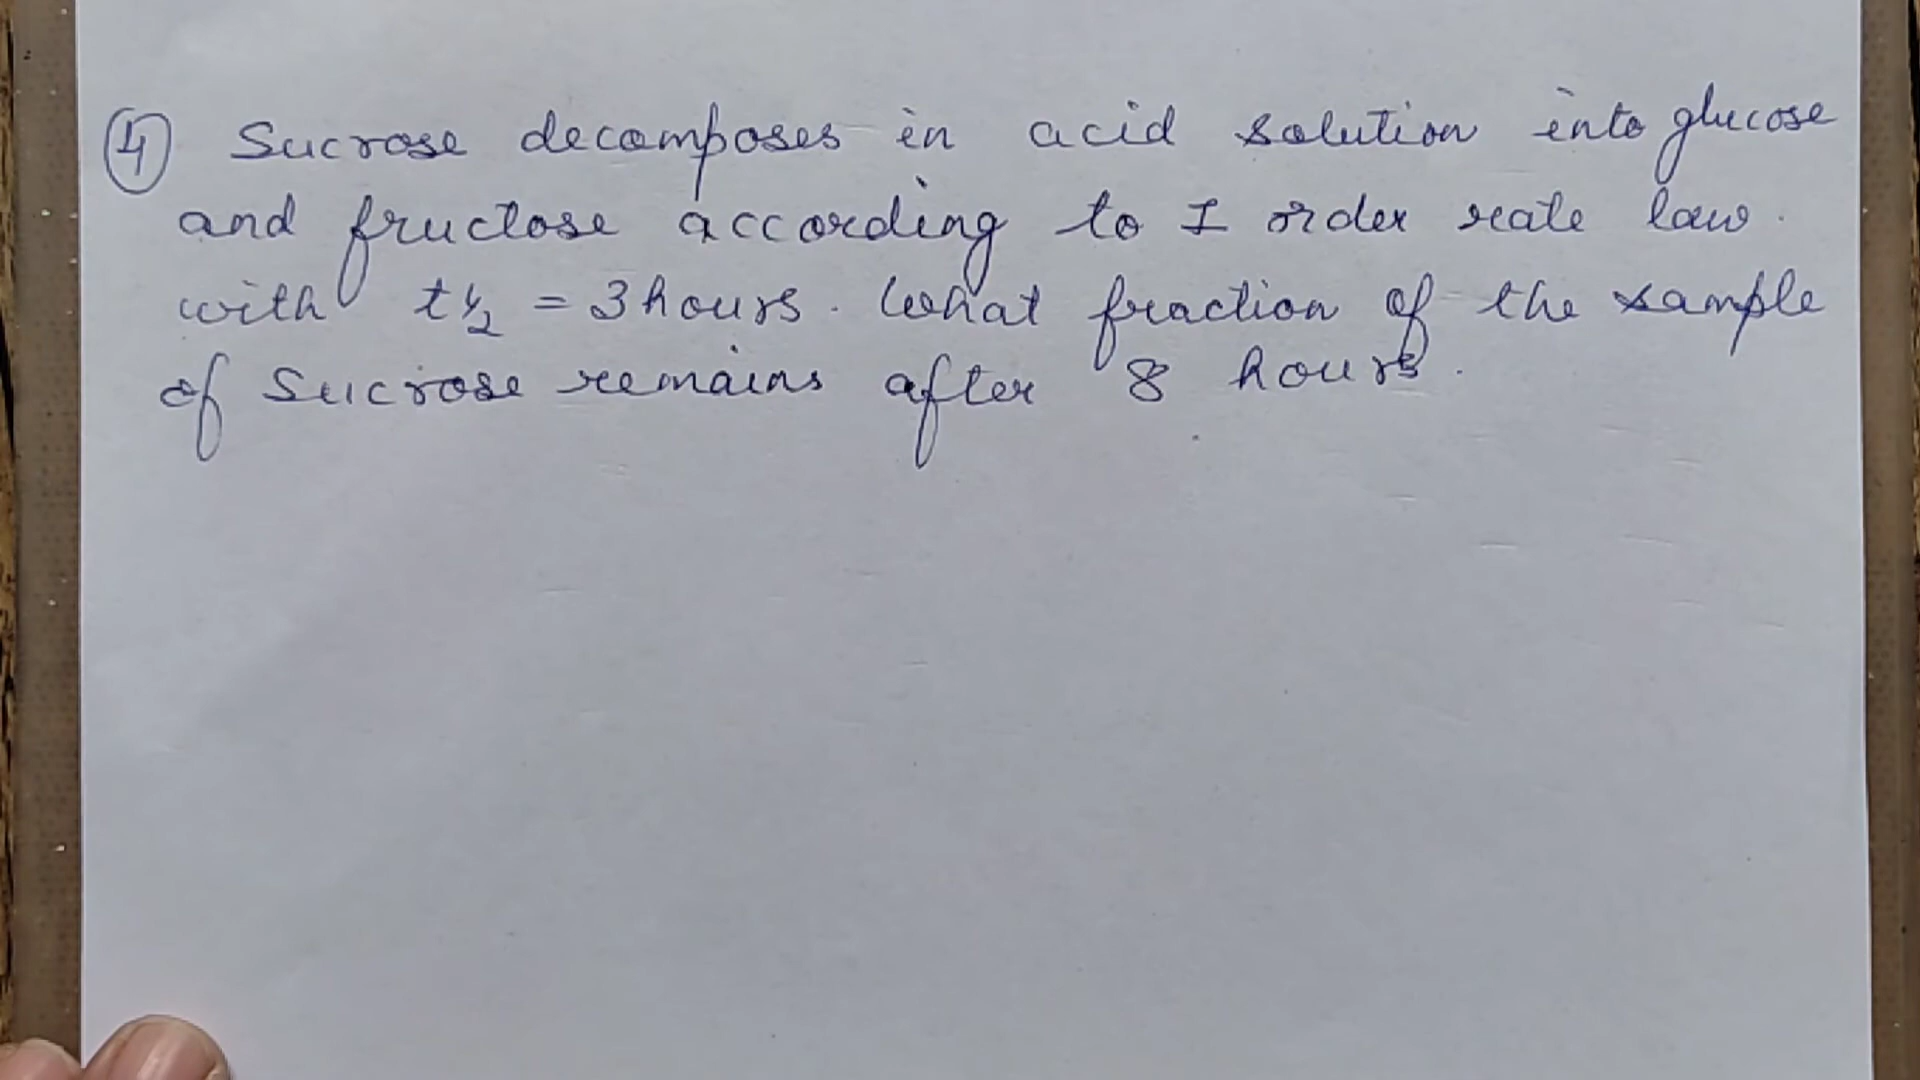 4 Sucrose decomposes in acid solution into glucose
and fructose according to I order rate law.
with t1/2 = 3 hours. What fraction of the sample
of Sucrose remains after 8 hours.